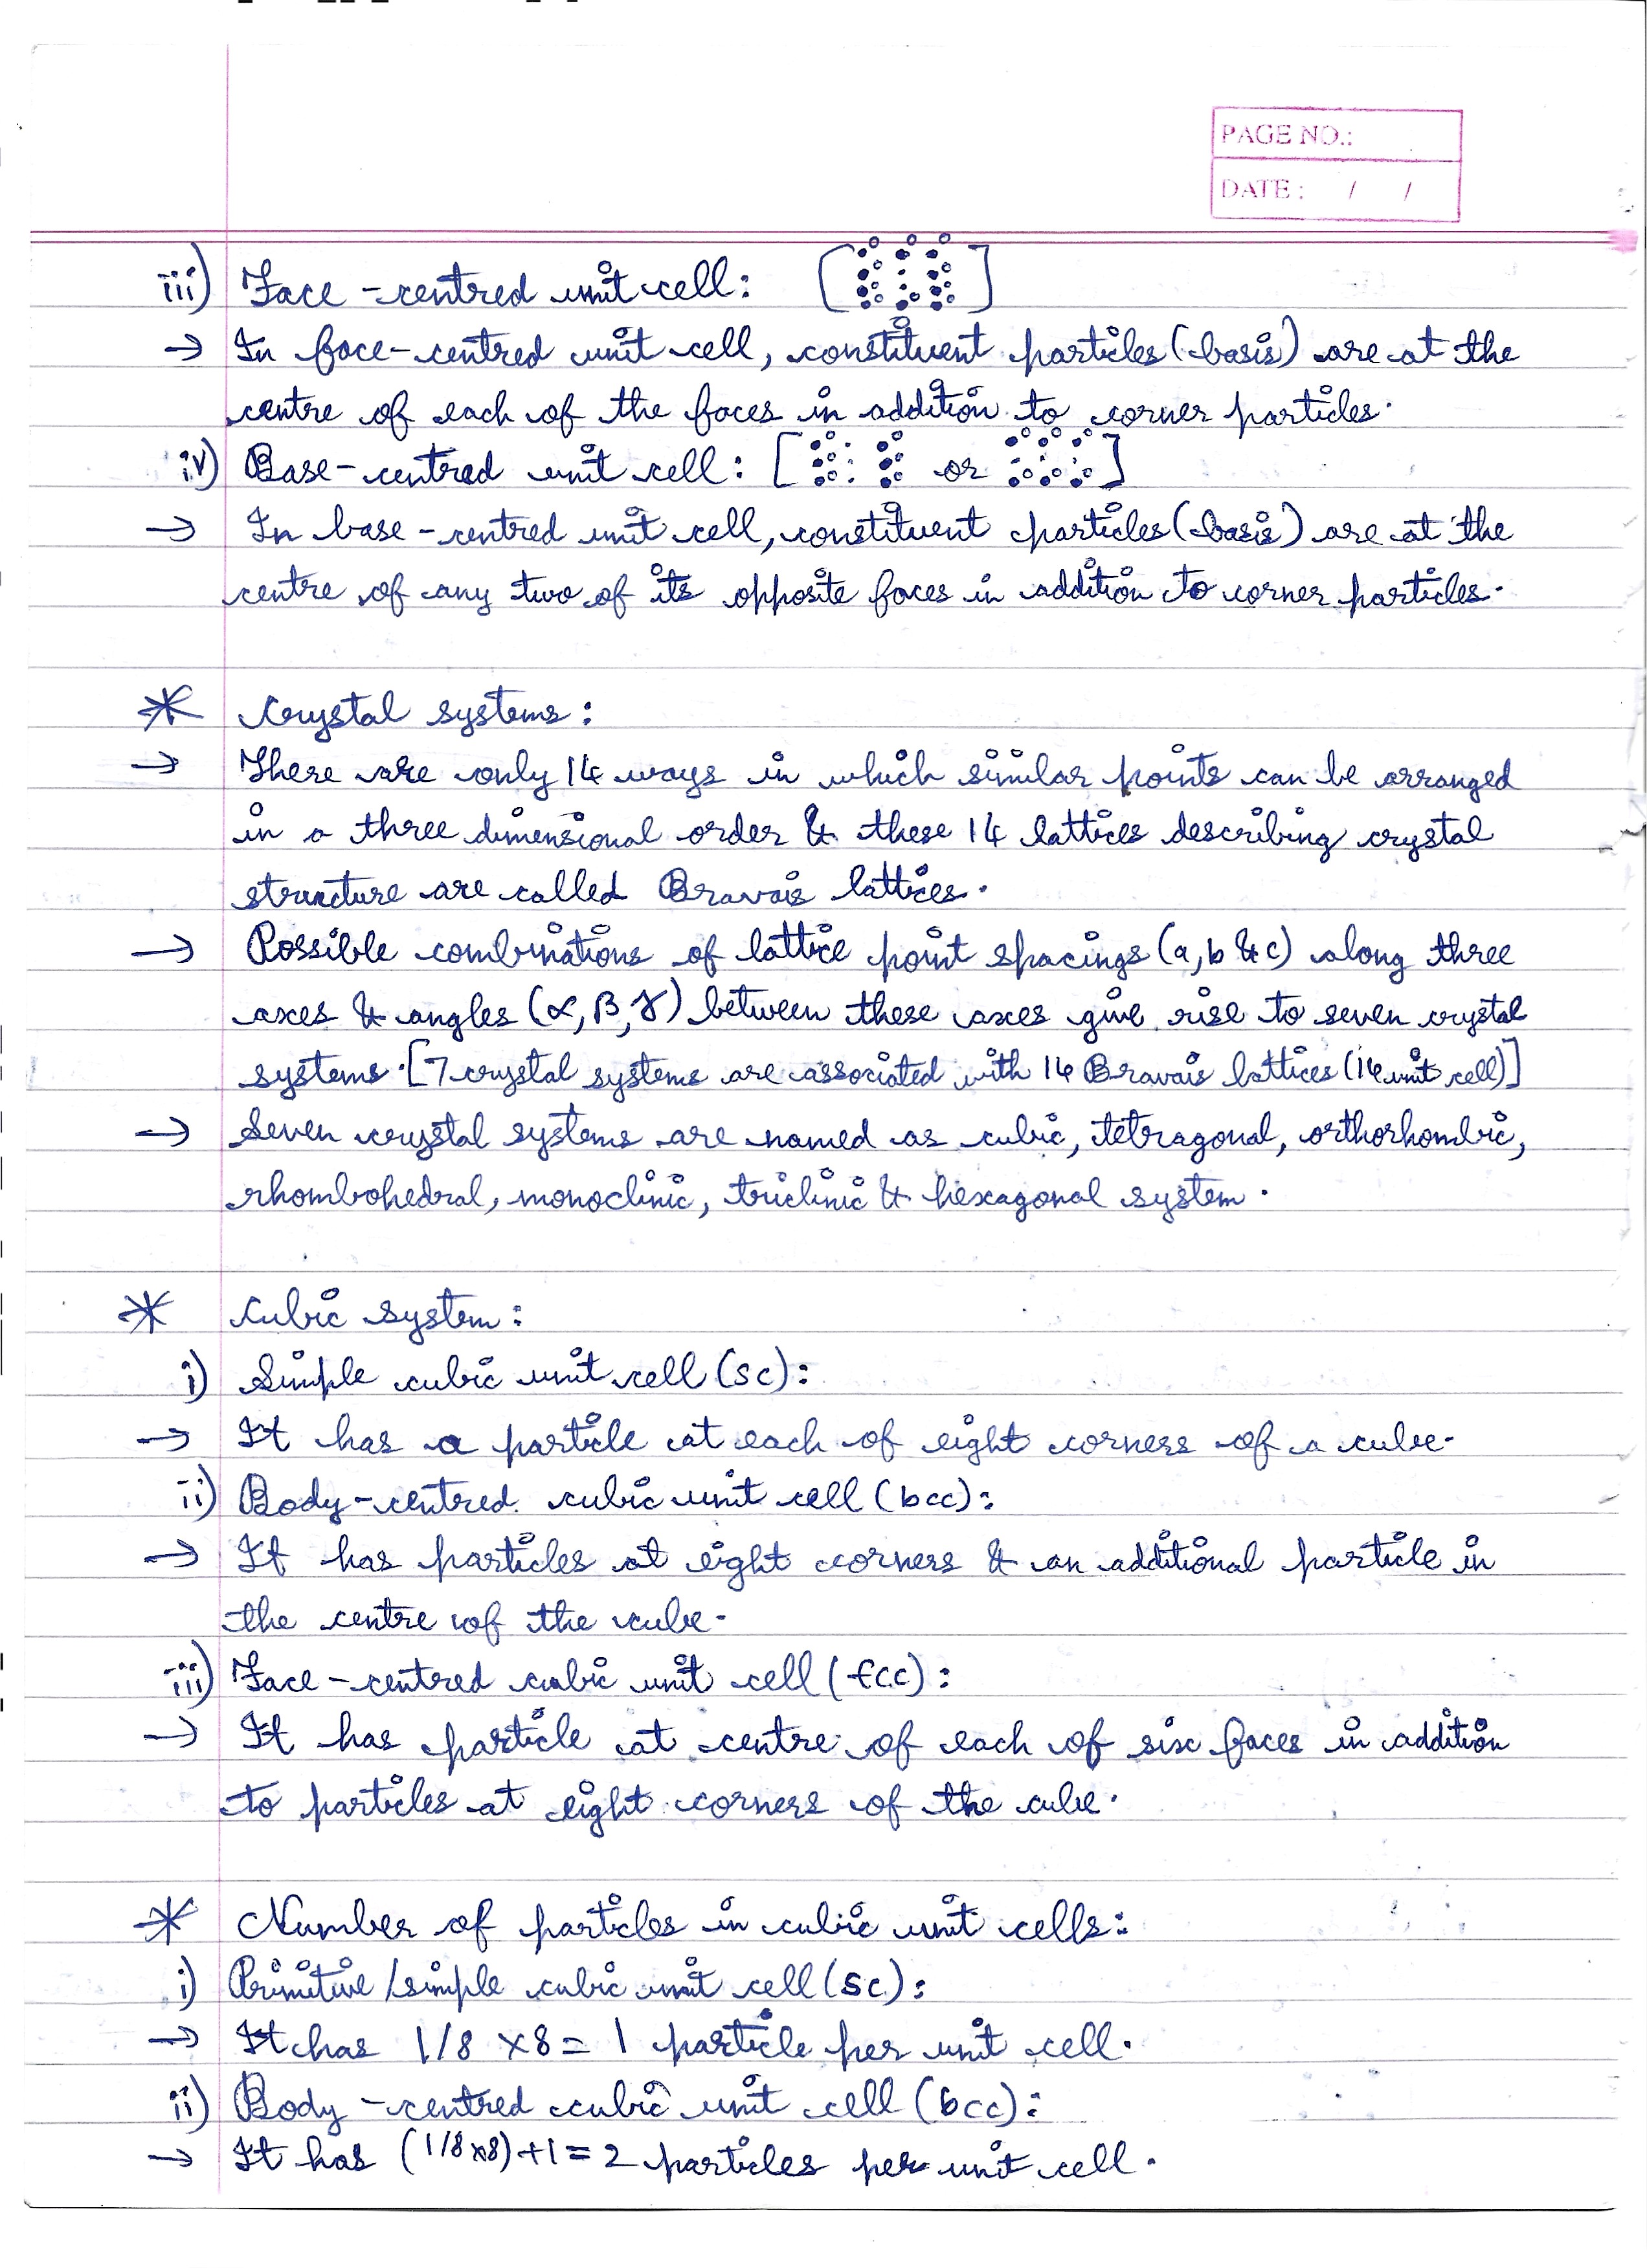 PAGE NO.:
DATE : / /
iii) Face-centred unit cell: [ ]
→ In face-centred unit cell, constituent particles (basis) are at the
centre of each of the faces in addition to corner particles.
iv) Base-centred unit cell: [ or ]
→ In base-centred unit cell, constituent particles (basis) are at the
centre of any two of its opposite faces in addition to corner particles.
* Crystal systems:
→ There are only 14 ways in which similar points can be arranged
in a three dimensional order & these 14 lattices describing crystal
structure are called Bravais lattices.
→ Possible combinations of lattice point spacings (a, b & c) along three
axes & angles (α, β, γ) between these axes give rise to seven crystal
systems. [7 crystal systems are associated with 14 Bravais lattices (14 unit cell)]
→ Seven crystal systems are named as cubic, tetragonal, orthorhombic,
rhombohedral, monoclinic, triclinic & hexagonal system.
* Cubic system:
i) Simple cubic unit cell (sc):
→ It has a particle at each of eight corners of a cube.
ii) Body-centred cubic unit cell (bcc):
→ It has particles at eight corners & an additional particle in
the centre of the cube.
iii) Face-centred cubic unit cell (fcc):
→ It has particle at centre of each of six faces in addition
to particles at eight corners of the cube.
* Number of particles in cubic unit cells:
i) Primitive/simple cubic unit cell (sc):
→ It has 1/8 ×8 = 1 particle per unit cell.
ii) Body-centred cubic unit cell (bcc):
→ It has (1/8 ×8) + 1 = 2 particles per unit cell.